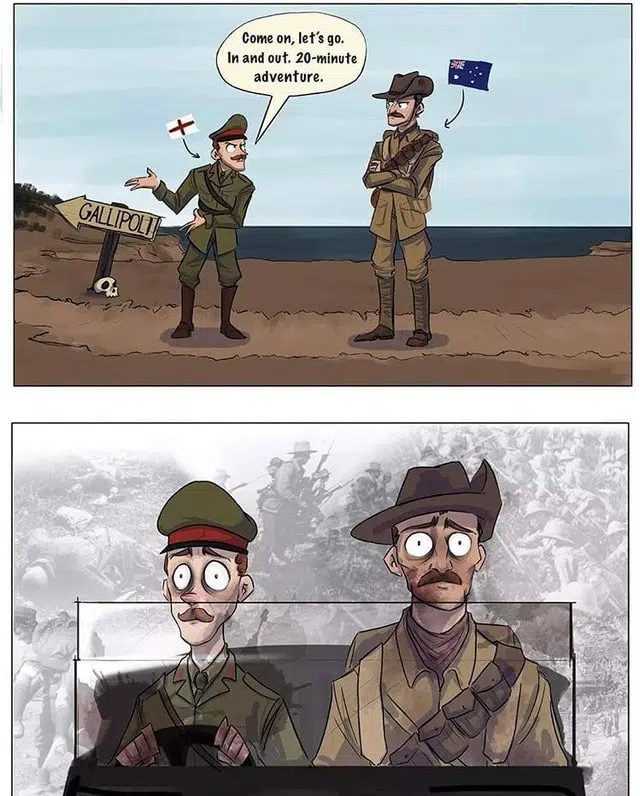 Come on, let's go.
In and out. 20-minute
adventure.
GALLIPOLI